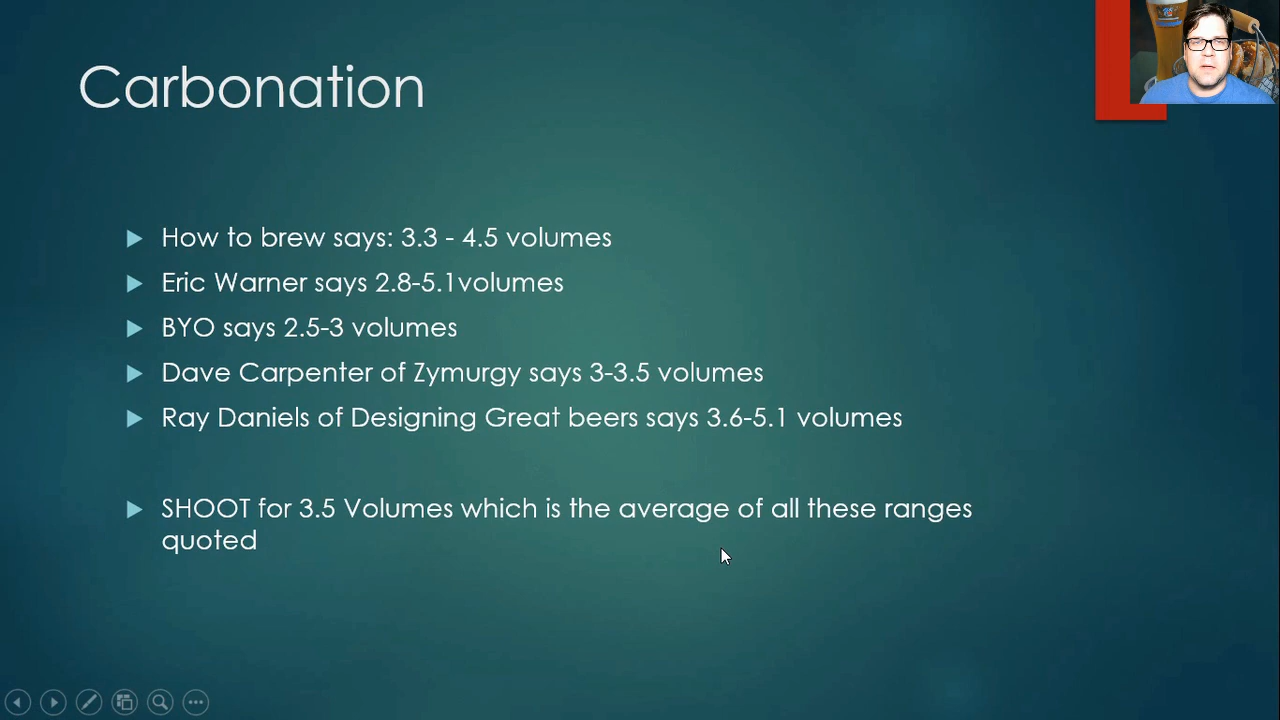 Carbonation
How to brew says: 3.3 - 4.5 volumes
Eric Warner says 2.8-5.1volumes
BYO says 2.5-3 volumes
Dave Carpenter of Zymurgy says 3-3.5 volumes
Ray Daniels of Designing Great beers says 3.6-5.1 volumes
SHOOT for 3.5 Volumes which is the average of all these ranges
quoted